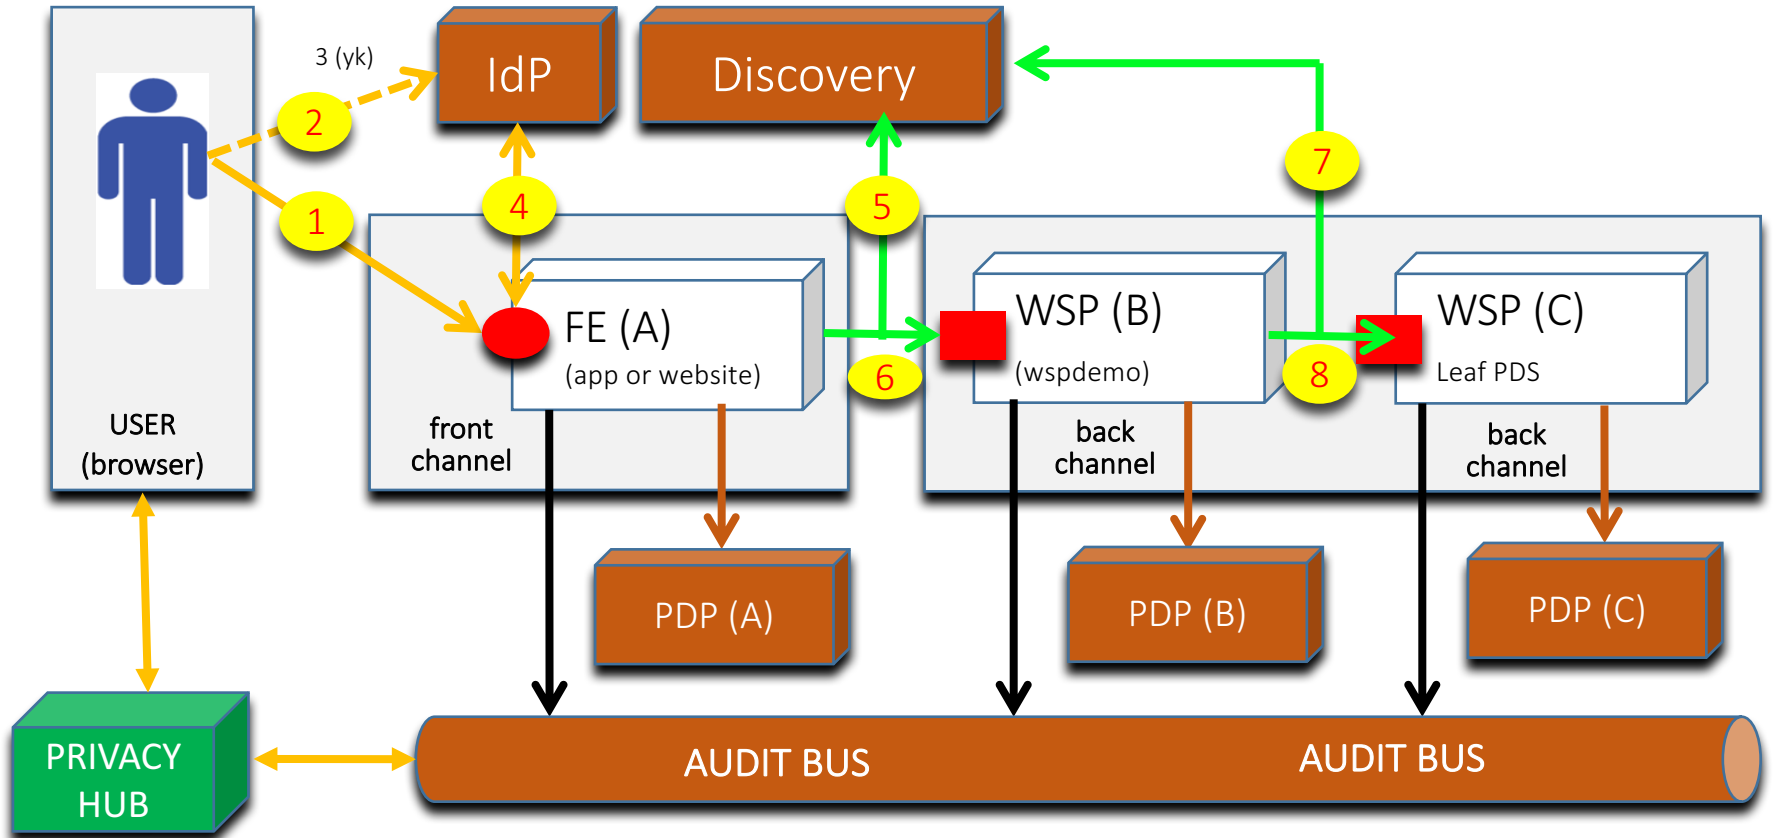 3 (yk)
IdP
Discovery
2
7
1
4
5
FE (A)
(app or website)
6
WSP (B)
(wspdemo)
8
WSP (C)
Leaf PDS
USER
(browser)
front
channel
back
channel
back
channel
PDP (A)
PDP (B)
PDP (C)
PRIVACY
HUB
AUDIT BUS
AUDIT BUS